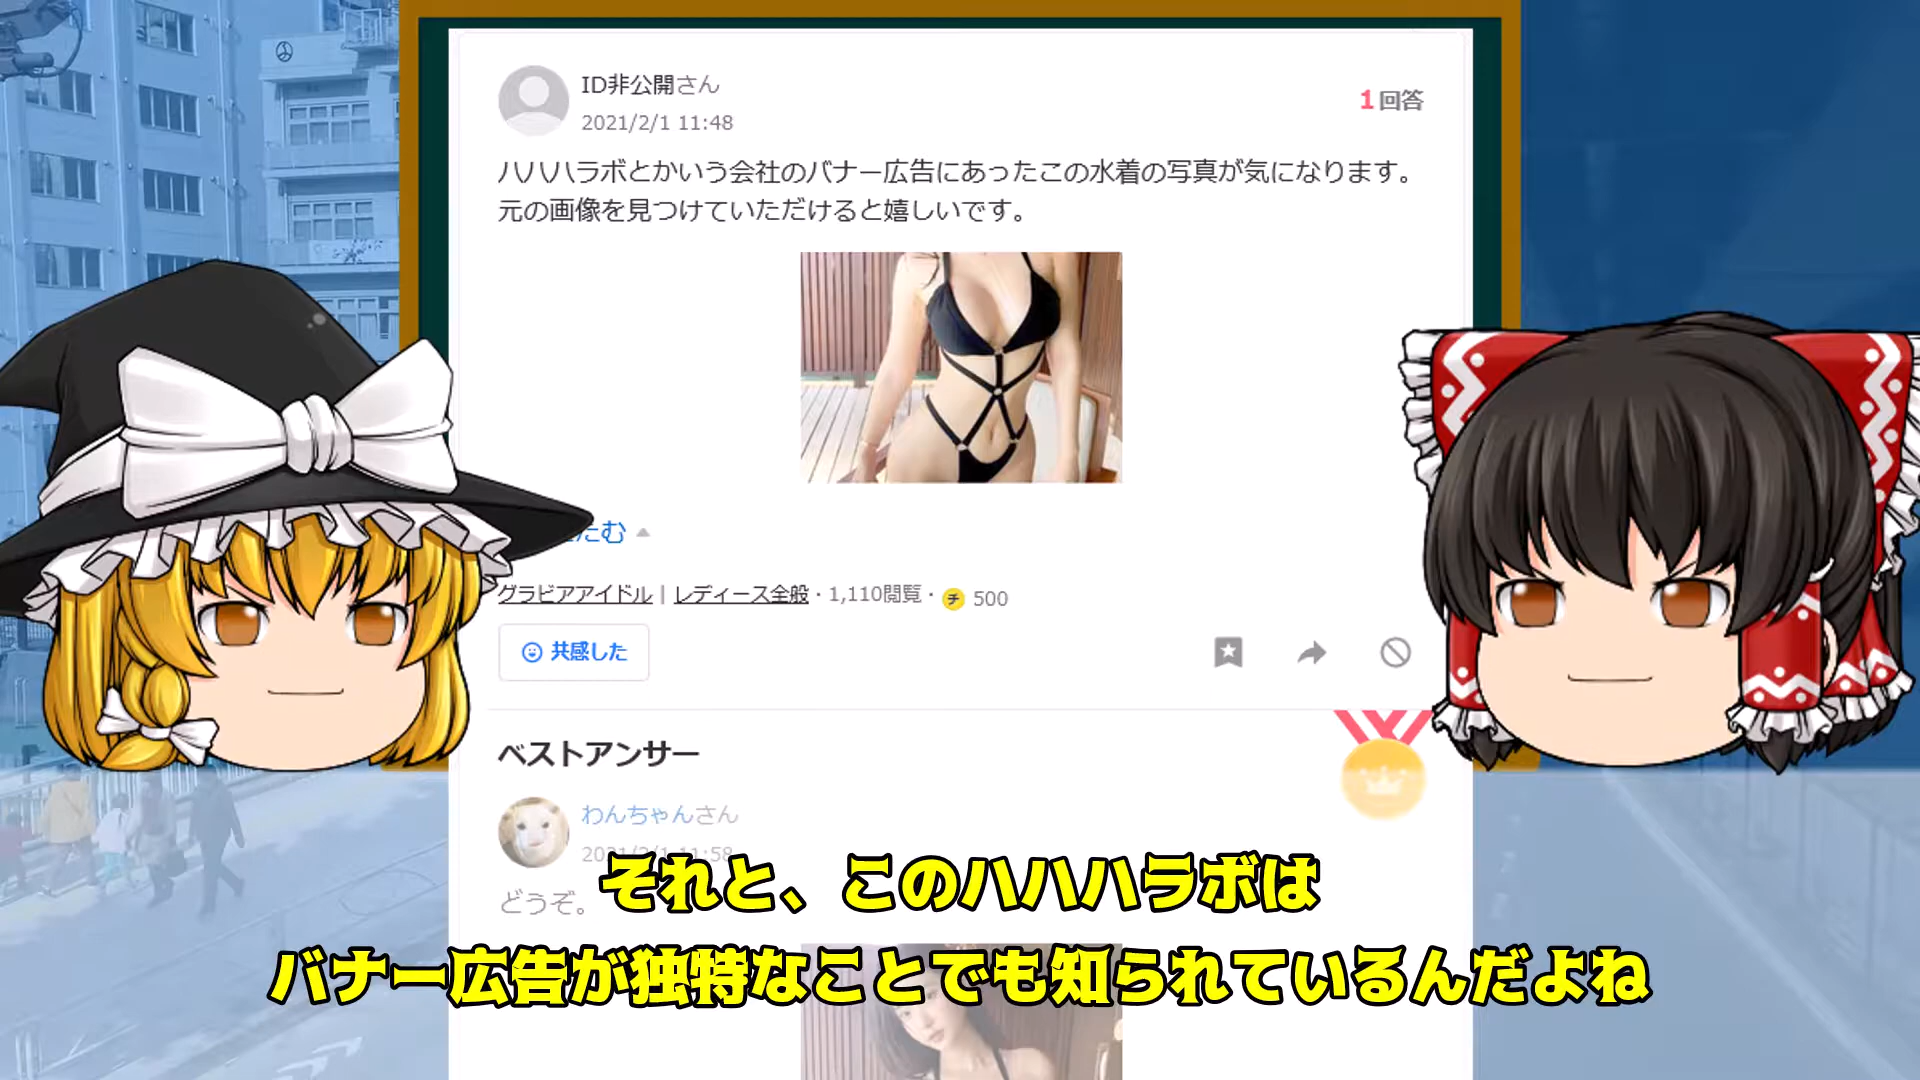 ID非公開さん
2021/2/1 11:48
1回答
ハハハラボとかいう会社のバナー広告にあったこの水着の写真が気になります。
元の画像を見つけていただけると嬉しいです。
たむ
グラビアアイドル | レディース全般・1,110閲覧・チ 500
共感した
ベストアンサー
わんちゃんさん
2021/2/1 11:58
どうぞ。
それと、このハハハラボは
バナー広告が独特なことでも知られているんだよね